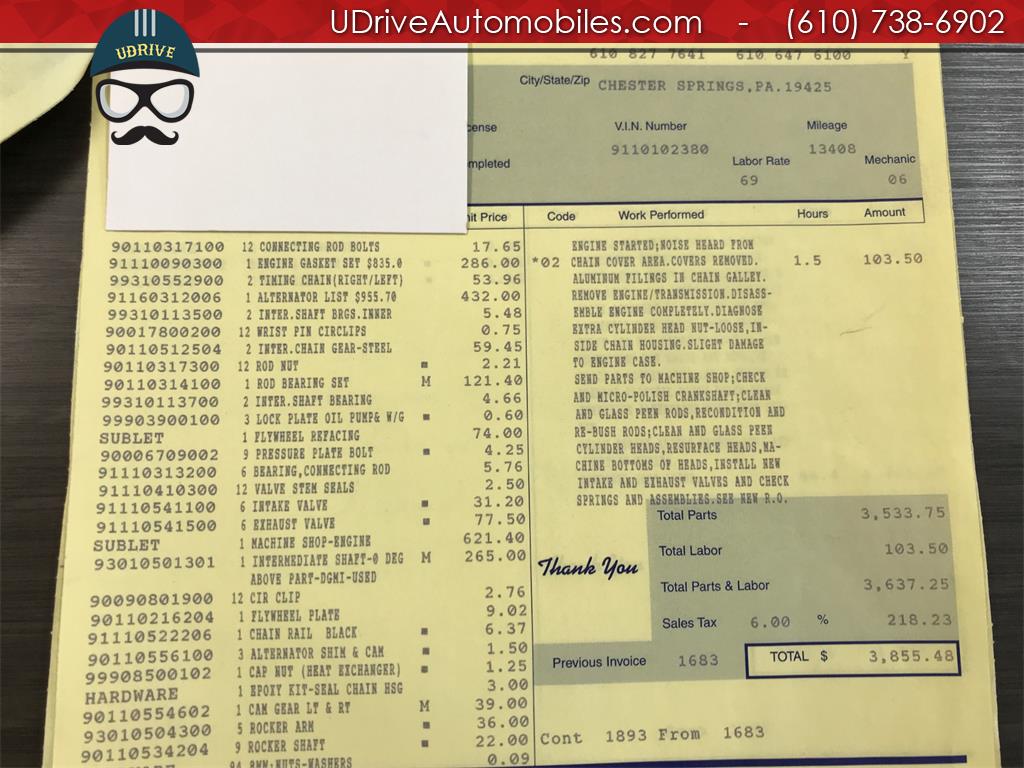 UDriveAutomobiles.com - (610) 738-6902
UDRIVE
610 827 7641 610 647 6100 Y
City/State/Zip CHESTER SPRINGS,PA.19425
cense V.I.N. Number Mileage
9110102380 13408
mpleted Labor Rate Mechanic
69 06
nit Price Code Work Performed Hours Amount
90110317100 12 CONNECTING ROD BOLTS 17.65
91110090300 1 ENGINE GASKET SET $835.0 286.00
99310552900 2 TIMING CHAIN(RIGHT/LEFT) 53.96
91160312006 1 ALTERNATOR LIST $955.70 432.00
99310113500 2 INTER.SHAFT BRGS.INNER 5.48
90017800200 12 WRIST PIN CIRCLIPS 0.75
90110512504 2 INTER.CHAIN GEAR-STEEL 59.45
90110317300 12 ROD NUT 2.21
90110314100 1 ROD BEARING SET M 121.40
99310113700 2 INTER.SHAFT BEARING 4.66
99903900100 3 LOCK PLATE OIL PUMP& W/G 0.60
SUBLET 1 FLYWHEEL REFACING 74.00
90006709002 9 PRESSURE PLATE BOLT 4.25
91110313200 6 BEARING,CONNECTING ROD 5.76
91110410300 12 VALVE STEM SEALS 2.50
91110541100 6 INTAKE VALVE 31.20
91110541500 6 EXHAUST VALVE 77.50
SUBLET 1 MACHINE SHOP-ENGINE 621.40
93010501301 1 INTERMEDIATE SHAFT-0 DEG M 265.00
ABOVE PART-DGMI-USED
90090801900 12 CIR CLIP 2.76
90110216204 1 FLYWHEEL PLATE 9.02
91110522206 1 CHAIN RAIL BLACK 6.37
90110556100 3 ALTERNATOR SHIM & CAM 1.50
99908500102 1 CAP NUT (HEAT EXCHANGER) 1.25
HARDWARE 1 EPOXY KIT-SEAL CHAIN HSG 3.00
90110554602 1 CAM GEAR LT & RT M 39.00
93010504300 5 ROCKER ARM 36.00
90110534204 9 ROCKER SHAFT 22.00
94 8MM;NUTS-WASHERS 0.09
ENGINE STARTED;NOISE HEARD FROM
*02 CHAIN COVER AREA.COVERS REMOVED. 1.5 103.50
ALUMINUM FILINGS IN CHAIN GALLEY.
REMOVE ENGINE/TRANSMISSION.DISASS-
EMBLE ENGINE COMPLETELY.DIAGNOSE
EXTRA CYLINDER HEAD NUT-LOOSE,IN-
SIDE CHAIN HOUSING.SLIGHT DAMAGE
TO ENGINE CASE.
SEND PARTS TO MACHINE SHOP;CHECK
AND MICRO-POLISH CRANKSHAFT;CLEAN
AND GLASS PEEN RODS,RECONDITION AND
RE-BUSH RODS;CLEAN AND GLASS PEEN
CYLINDER HEADS,RESURFACE HEADS,MA-
CHINE BOTTOMS OF HEADS,INSTALL NEW
INTAKE AND EXHAUST VALVES AND CHECK
SPRINGS AND ASSEMBLIES.SEE NEW R.O.
Total Parts 3,533.75
Total Labor 103.50
Thank You
Total Parts & Labor 3,637.25
Sales Tax 6.00 % 218.23
Previous Invoice 1683 TOTAL $ 3,855.48
Cont 1893 From 1683